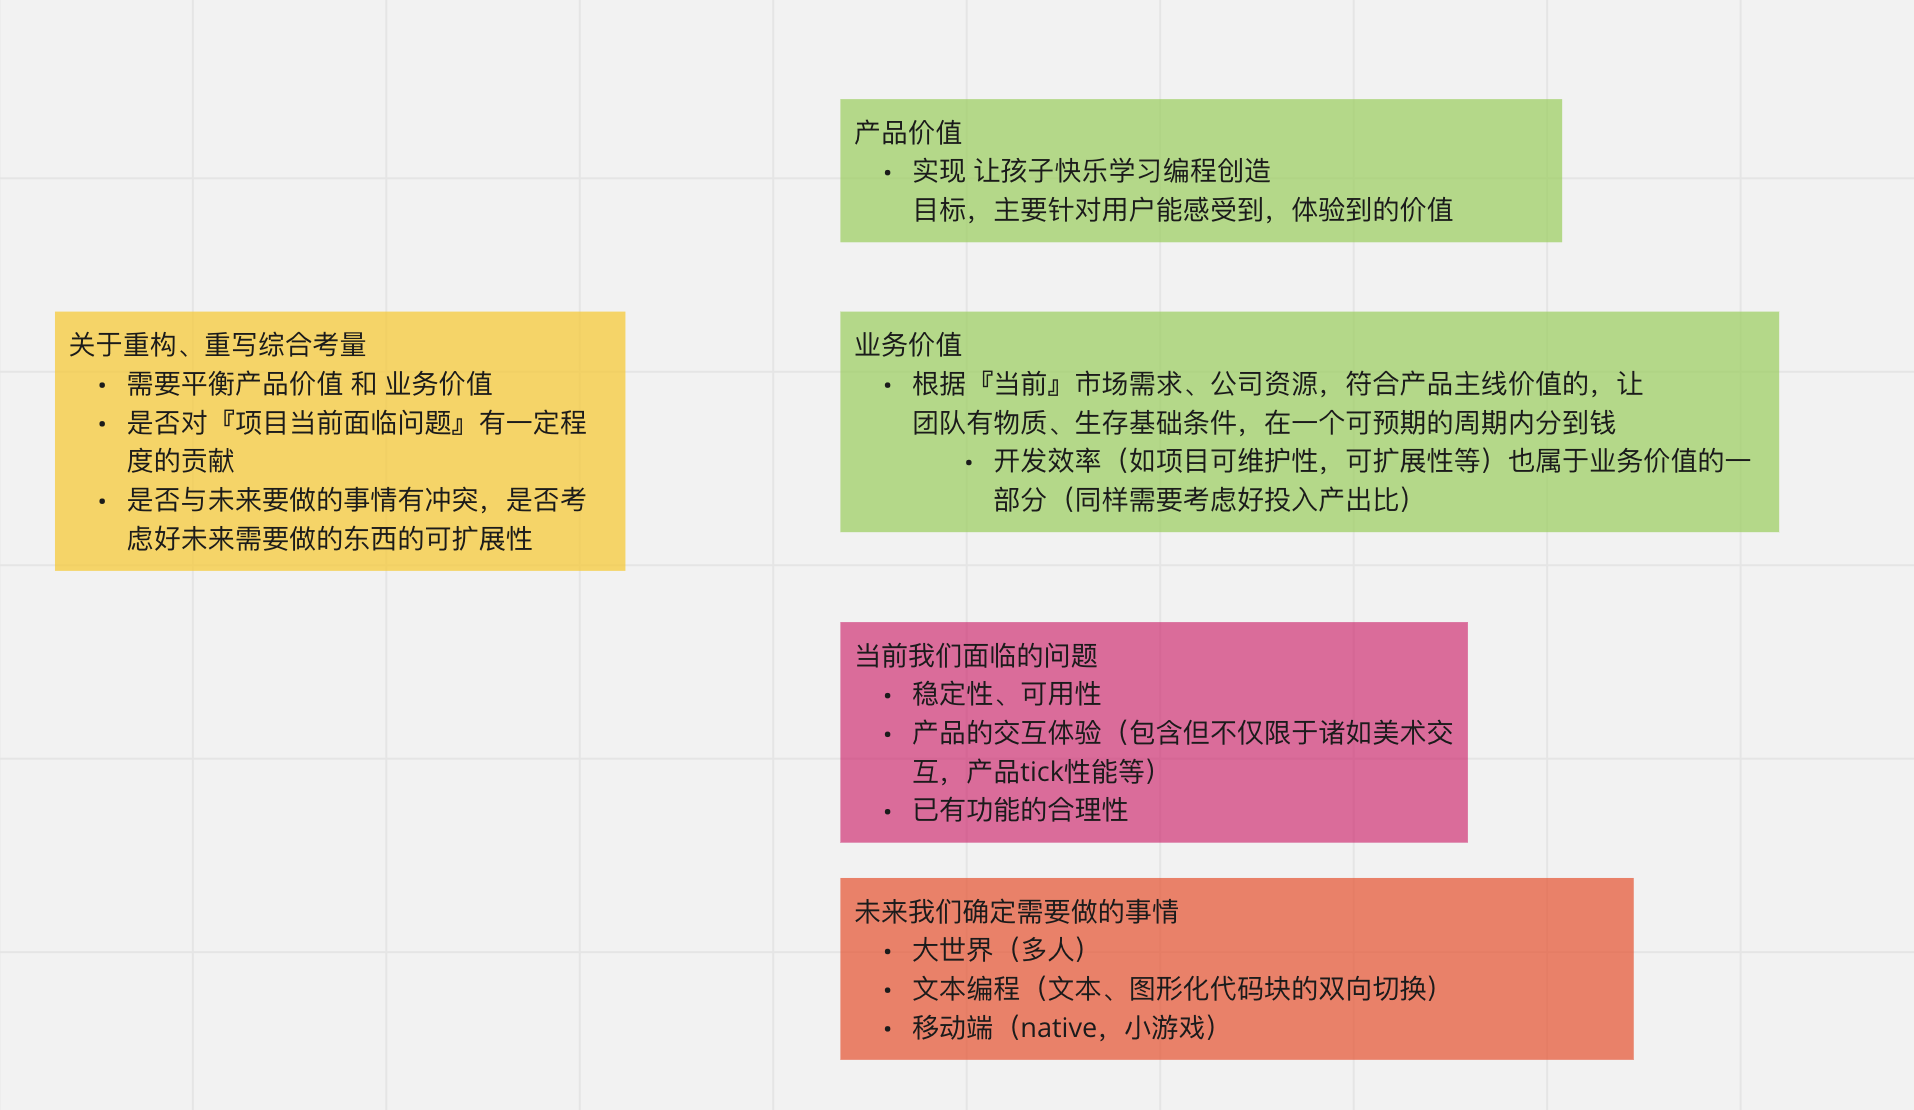 产品价值
• 实现 让孩子快乐学习编程创造
目标，主要针对用户能感受到，体验到的价值
关于重构、重写综合考量
• 需要平衡产品价值 和 业务价值
• 是否对『项目当前面临问题』有一定程
度的贡献
• 是否与未来要做的事情有冲突，是否考
虑好未来需要做的东西的可扩展性
业务价值
• 根据『当前』市场需求、公司资源，符合产品主线价值的，让
团队有物质、生存基础条件，在一个可预期的周期内分到钱
• 开发效率（如项目可维护性，可扩展性等）也属于业务价值的一
部分（同样需要考虑好投入产出比）
当前我们面临的问题
• 稳定性、可用性
• 产品的交互体验（包含但不仅限于诸如美术交
互，产品tick性能等）
• 已有功能的合理性
未来我们确定需要做的事情
• 大世界（多人）
• 文本编程（文本、图形化代码块的双向切换）
• 移动端（native，小游戏）